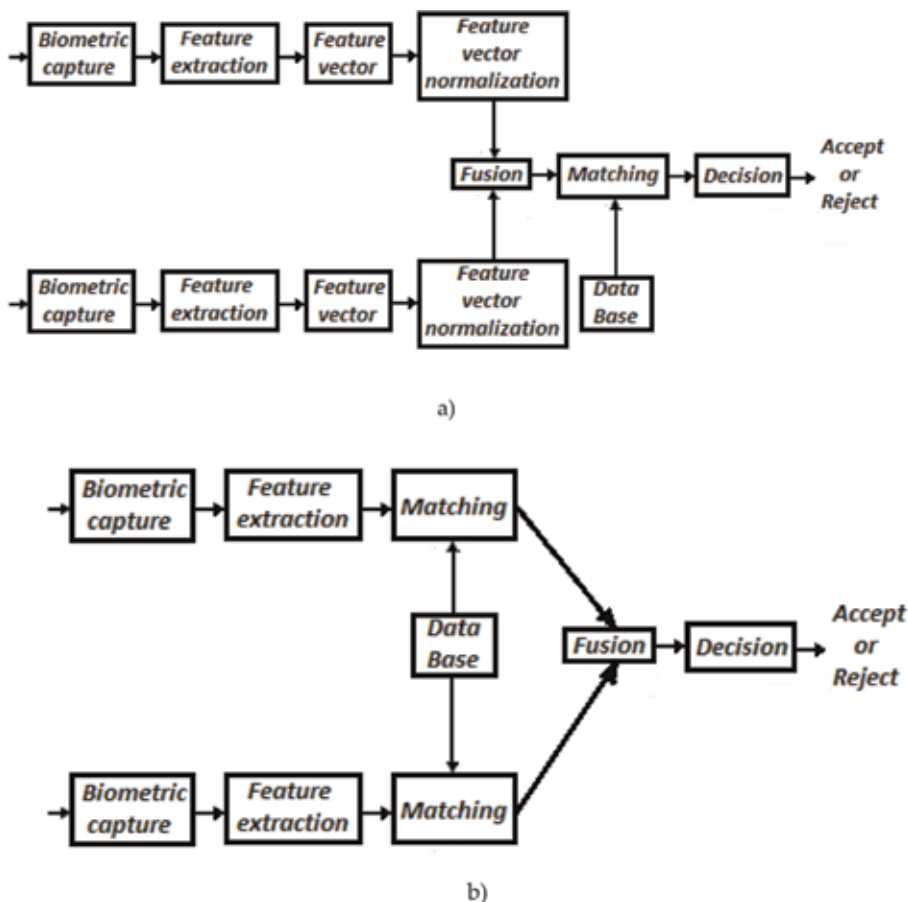 Biometric
capture
Feature
extraction
Feature
vector
Feature
vector
normalization
Fusion
Matching
Decision
Accept
or
Reject
Biometric
capture
Feature
extraction
Feature
vector
Feature
vector
normalization
Data
Base
a)
Biometric
capture
Feature
extraction
Matching
Data
Base
Fusion
Decision
Accept
or
Reject
Biometric
capture
Feature
extraction
Matching
b)